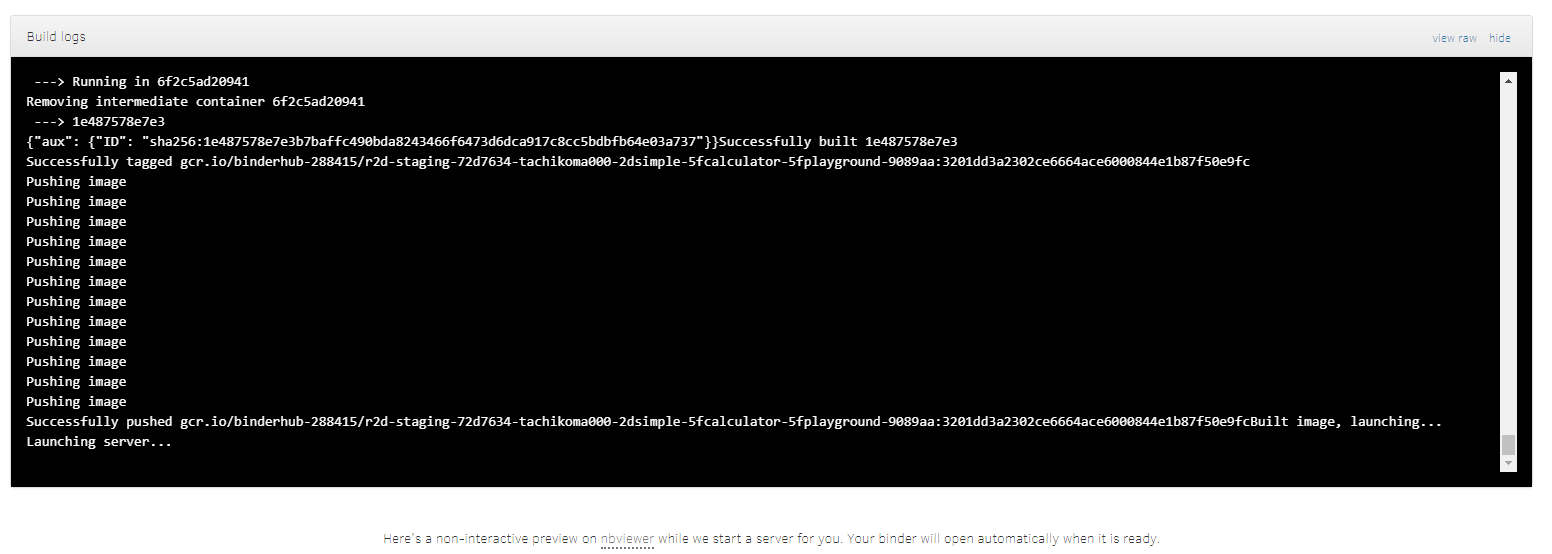 Build logs
view raw hide
---> Running in 6f2c5ad20941
Removing intermediate container 6f2c5ad20941
---> 1e487578e7e3
{"aux": {"ID": "sha256:1e487578e7e3b7baffc490bda8243466f6473d6dca917c8cc5bdbfb64e03a737"}}Successfully built 1e487578e7e3
Successfully tagged gcr.io/binderhub-288415/r2d-staging-72d7634-tachikoma000-2dsimple-5fcalculator-5fplayground-9089aa:3201dd3a2302ce6664ace6000844e1b87f50e9fc
Pushing image
Pushing image
Pushing image
Pushing image
Pushing image
Pushing image
Pushing image
Pushing image
Pushing image
Pushing image
Pushing image
Pushing image
Successfully pushed gcr.io/binderhub-288415/r2d-staging-72d7634-tachikoma000-2dsimple-5fcalculator-5fplayground-9089aa:3201dd3a2302ce6664ace6000844e1b87f50e9fcBuilt image, launching...
Launching server...
Here's a non-interactive preview on nbviewer while we start a server for you. Your binder will open automatically when it is ready.